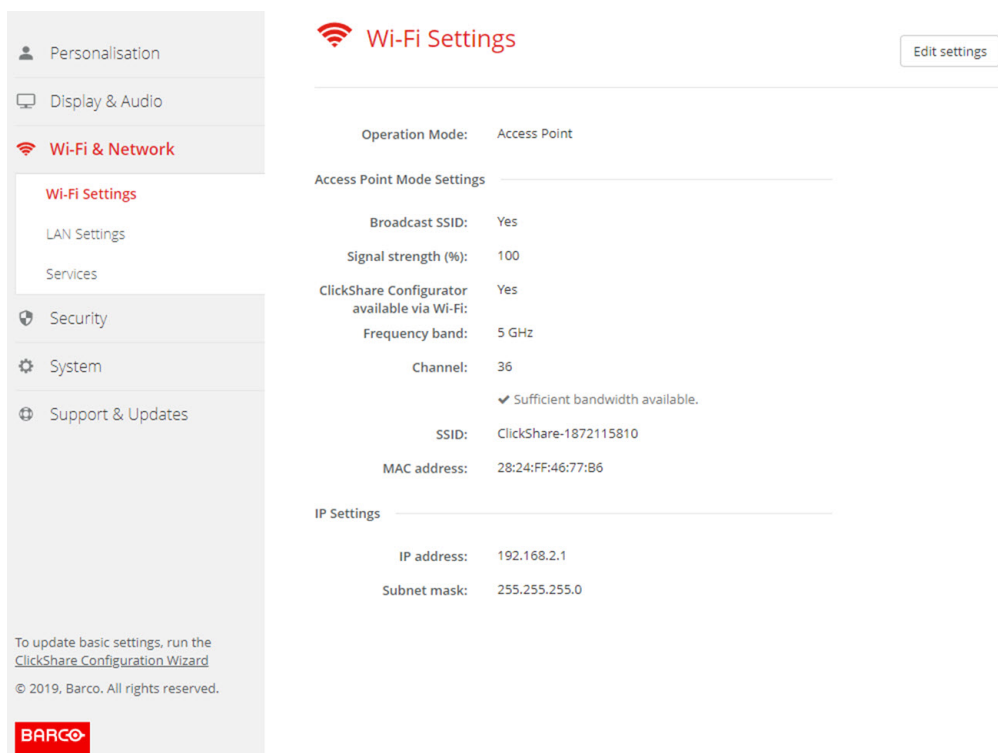 Personalisation
Display & Audio
Wi-Fi & Network
Wi-Fi Settings
LAN Settings
Services
Security
System
Support & Updates
To update basic settings, run the
ClickShare Configuration Wizard
© 2019, Barco. All rights reserved.
BARCO
Wi-Fi Settings
Edit settings
Operation Mode: Access Point
Access Point Mode Settings
Broadcast SSID: Yes
Signal strength (%): 100
ClickShare Configurator Yes
available via Wi-Fi:
Frequency band: 5 GHz
Channel: 36
Sufficient bandwidth available.
SSID: ClickShare-1872115810
MAC address: 28:24:FF:46:77:B6
IP Settings
IP address: 192.168.2.1
Subnet mask: 255.255.255.0